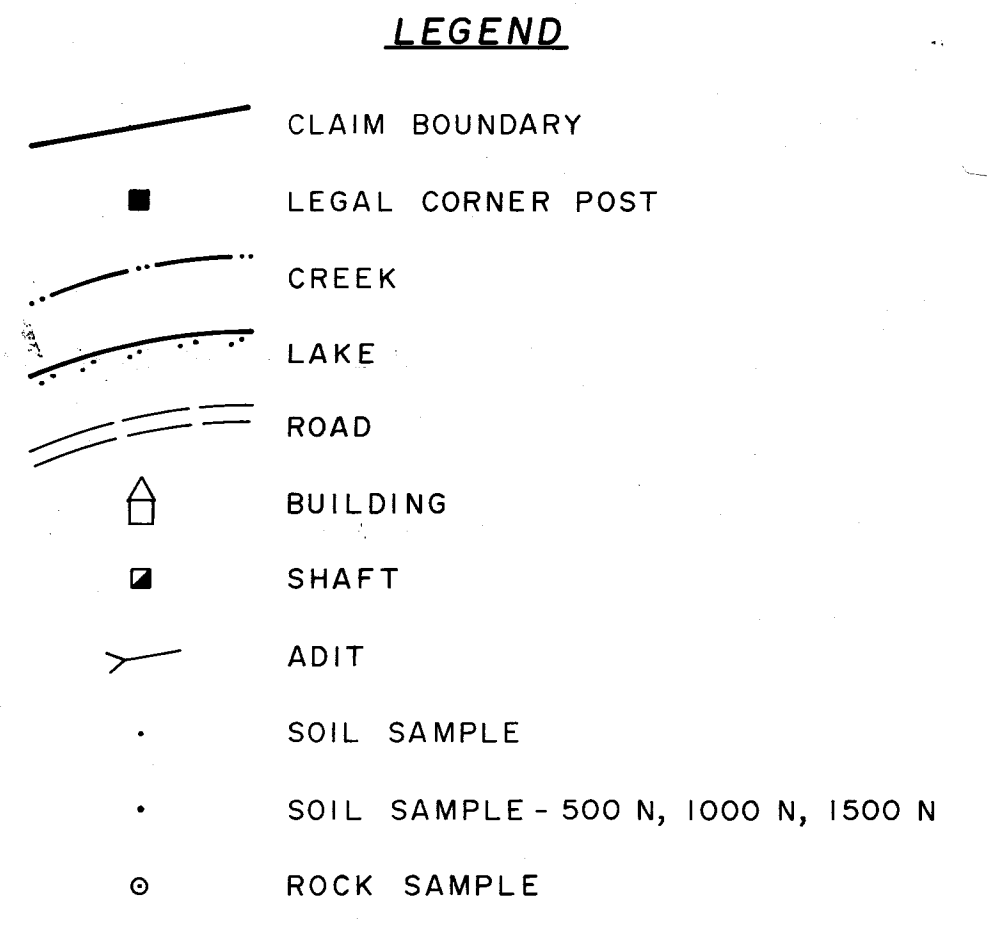 LEGEND
CLAIM BOUNDARY
LEGAL CORNER POST
CREEK
LAKE
ROAD
BUILDING
SHAFT
ADIT
SOIL SAMPLE
SOIL SAMPLE - 500 N, 1000 N, 1500 N
ROCK SAMPLE